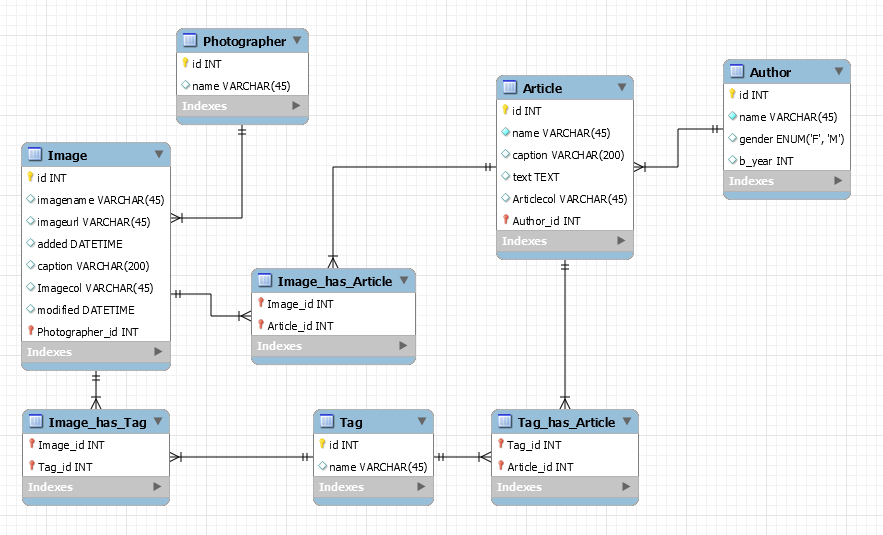 Photographer
id INT
name VARCHAR(45)
Indexes
Image
id INT
imagename VARCHAR(45)
imageurl VARCHAR(45)
added DATETIME
caption VARCHAR(200)
Imagecol VARCHAR(45)
modified DATETIME
Photographer_id INT
Indexes
Article
id INT
name VARCHAR(45)
caption VARCHAR(200)
text TEXT
Articlecol VARCHAR(45)
Author_id INT
Indexes
Author
id INT
name VARCHAR(45)
gender ENUM('F', 'M')
b_year INT
Indexes
Image_has_Article
Image_id INT
Article_id INT
Indexes
Image_has_Tag
Image_id INT
Tag_id INT
Indexes
Tag
id INT
name VARCHAR(45)
Indexes
Tag_has_Article
Tag_id INT
Article_id INT
Indexes